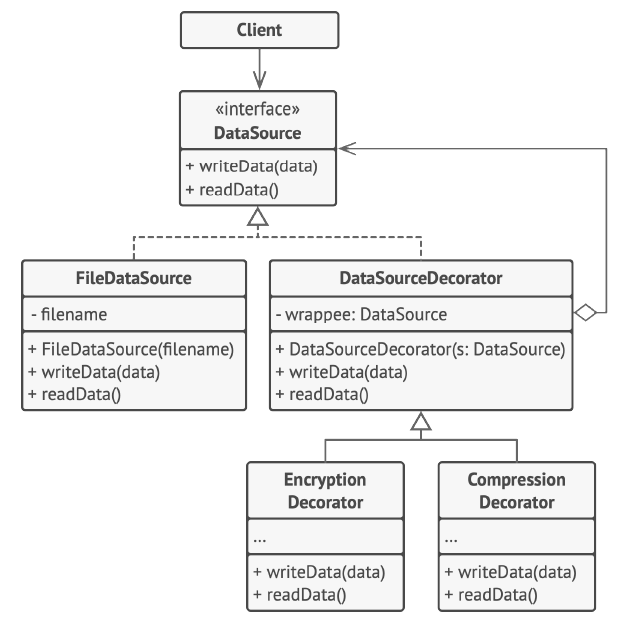 Client
«interface»
DataSource
+ writeData(data)
+ readData()
FileDataSource
- filename
+ FileDataSource(filename)
+ writeData(data)
+ readData()
DataSourceDecorator
- wrappee: DataSource
+ DataSourceDecorator(s: DataSource)
+ writeData(data)
+ readData()
Encryption
Decorator
...
+ writeData(data)
+ readData()
Compression
Decorator
...
+ writeData(data)
+ readData()